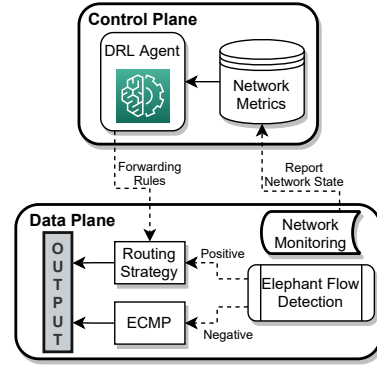 Control Plane
DRL Agent
Network
Metrics
Forwarding
Rules
Report
Network State
Data Plane
Network
Monitoring
OUTPUT
Routing
Strategy
Positive
Elephant Flow
Detection
ECMP
Negative